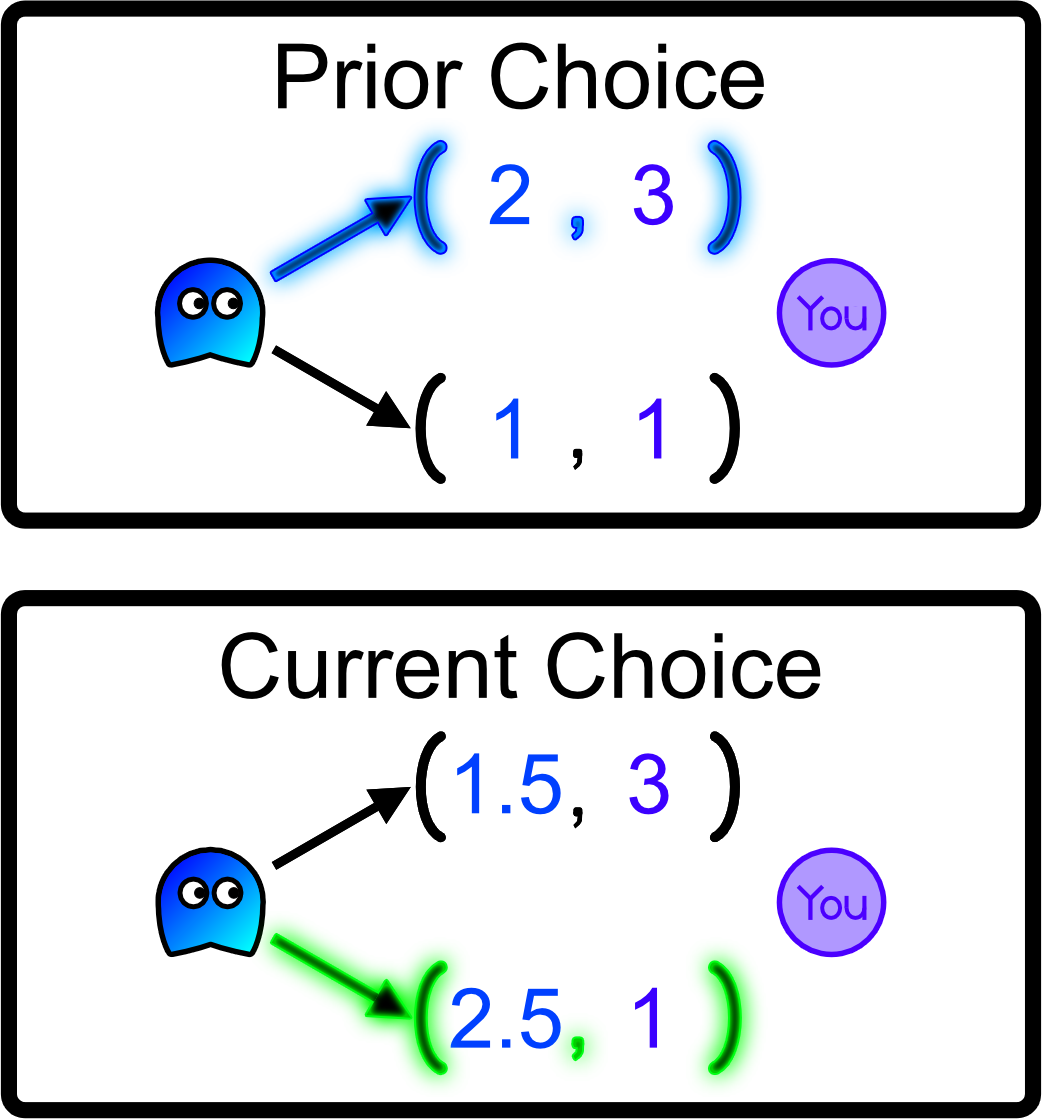 Prior Choice
( 2 , 3 )
You
( 1 , 1 )
Current Choice
(1.5, 3 )
You
(2.5, 1 )